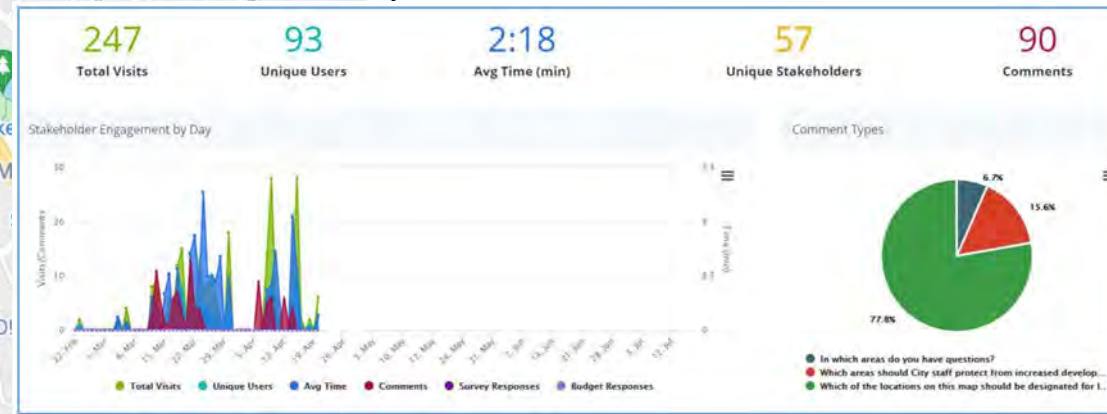 247
93
2:18
57
90
Total Visits
Unique Users
Avg Time (min)
Unique Stakeholders
Comments
Stakeholder Engagement by Day
Comment Types
30
20
10
0
Visits/Comments
Time (min)
0
22. Feb
1. Mar
8. Mar
15. Mar
22. Mar
29. Mar
5. Apr
12. Apr
19. Apr
26. Apr
3. May
10. May
17. May
24. May
31. May
7. Jun
14. Jun
21. Jun
28. Jun
5. Jul
12. Jul
Total Visits
Unique Users
Avg Time
Comments
Survey Responses
Budget Responses
6.7%
15.6%
77.8%
In which areas do you have questions?
Which areas should City staff protect from increased develop...
Which of the locations on this map should be designated for I...